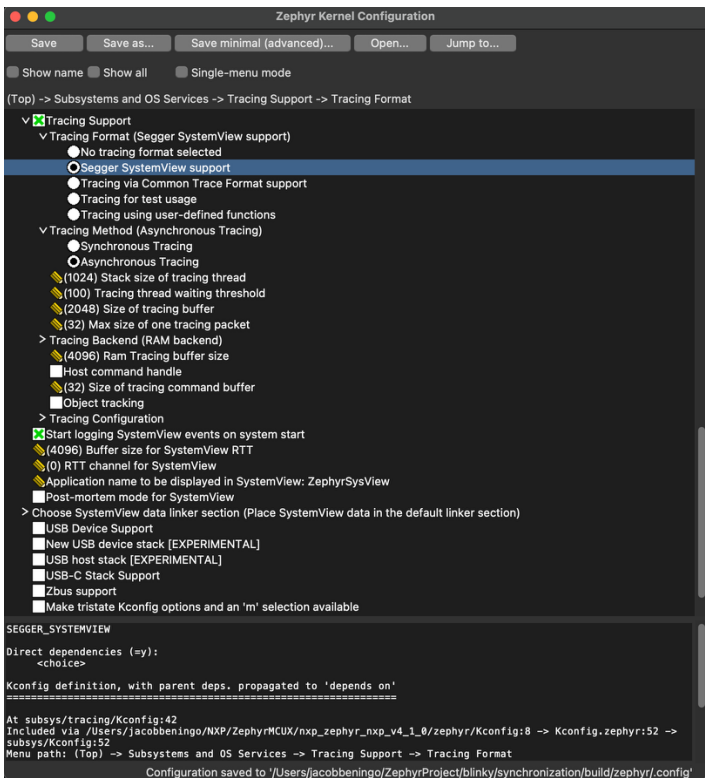 Zephyr Kernel Configuration
Save Save as... Save minimal (advanced)... Open... Jump to...
Show name Show all Single-menu mode
(Top) -> Subsystems and OS Services -> Tracing Support -> Tracing Format
Tracing Support
Tracing Format (Segger SystemView support)
No tracing format selected
Segger SystemView support
Tracing via Common Trace Format support
Tracing for test usage
Tracing using user-defined functions
Tracing Method (Asynchronous Tracing)
Synchronous Tracing
Asynchronous Tracing
(1024) Stack size of tracing thread
(100) Tracing thread waiting threshold
(2048) Size of tracing buffer
(32) Max size of one tracing packet
> Tracing Backend (RAM backend)
(4096) Ram Tracing buffer size
Host command handle
(32) Size of tracing command buffer
Object tracking
> Tracing Configuration
Start logging SystemView events on system start
(4096) Buffer size for SystemView RTT
(0) RTT channel for SystemView
Application name to be displayed in SystemView: ZephyrSysView
Post-mortem mode for SystemView
> Choose SystemView data linker section (Place SystemView data in the default linker section)
USB Device Support
New USB device stack [EXPERIMENTAL]
USB host stack [EXPERIMENTAL]
USB-C Stack Support
Zbus support
Make tristate Kconfig options and an 'm' selection available
SEGGER_SYSTEMVIEW
Direct dependencies (=y):
<choice>
Kconfig definition, with parent deps. propagated to 'depends on'
================================================================
At subsys/tracing/Kconfig:42
Included via /Users/jacobbeningo/NXP/ZephyrMCUX/nxp_zephyr_nxp_v4_1_0/zephyr/Kconfig:8 -> Kconfig.zephyr:52 ->
subsys/Kconfig:52
Menu path: (Top) -> Subsystems and OS Services -> Tracing Support -> Tracing Format
Configuration saved to '/Users/jacobbeningo/ZephyrProject/blinky/synchronization/build/zephyr/.config'